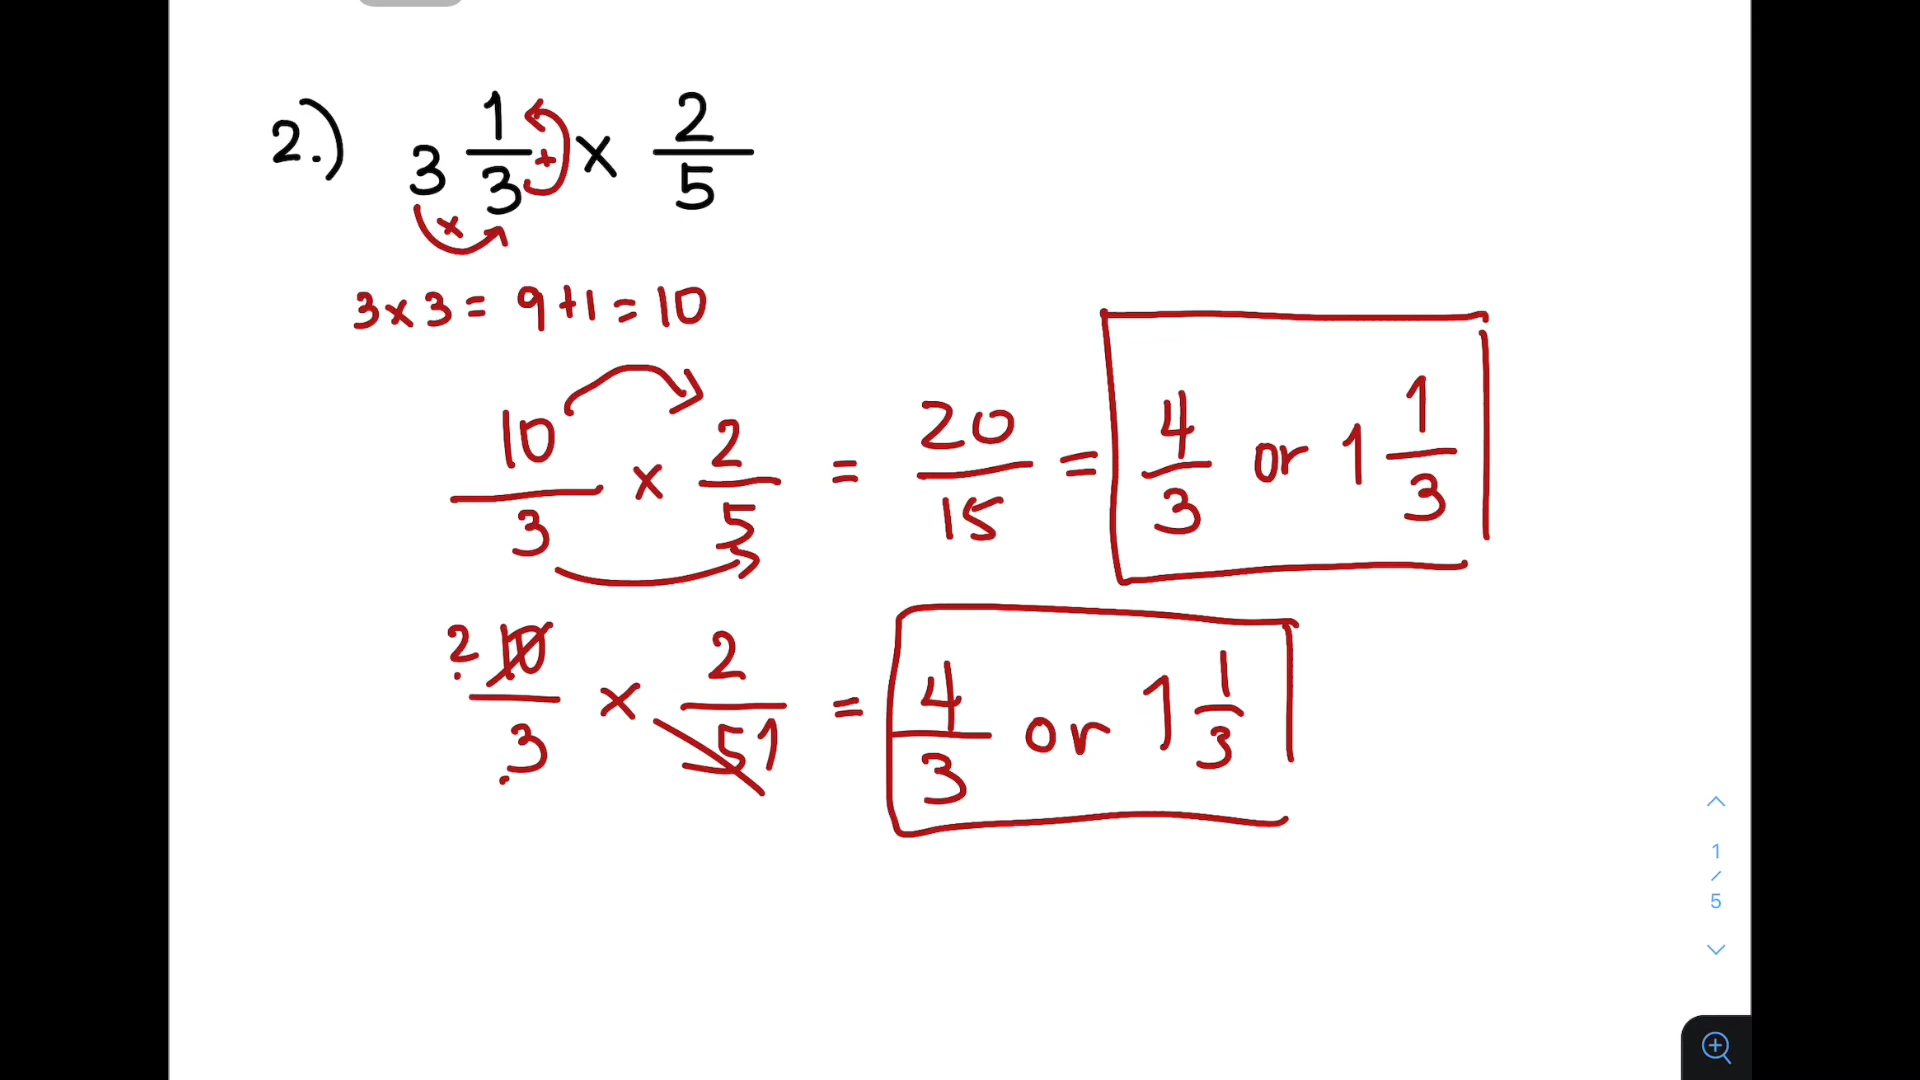 2.) 3 1/3 x 2/5
+
x
3 x 3 = 9 + 1 = 10
10/3 x 2/5 = 20/15 = 4/3 or 1 1/3
2 10/3 x 2/5 1 = 4/3 or 1 1/3
1
/
5